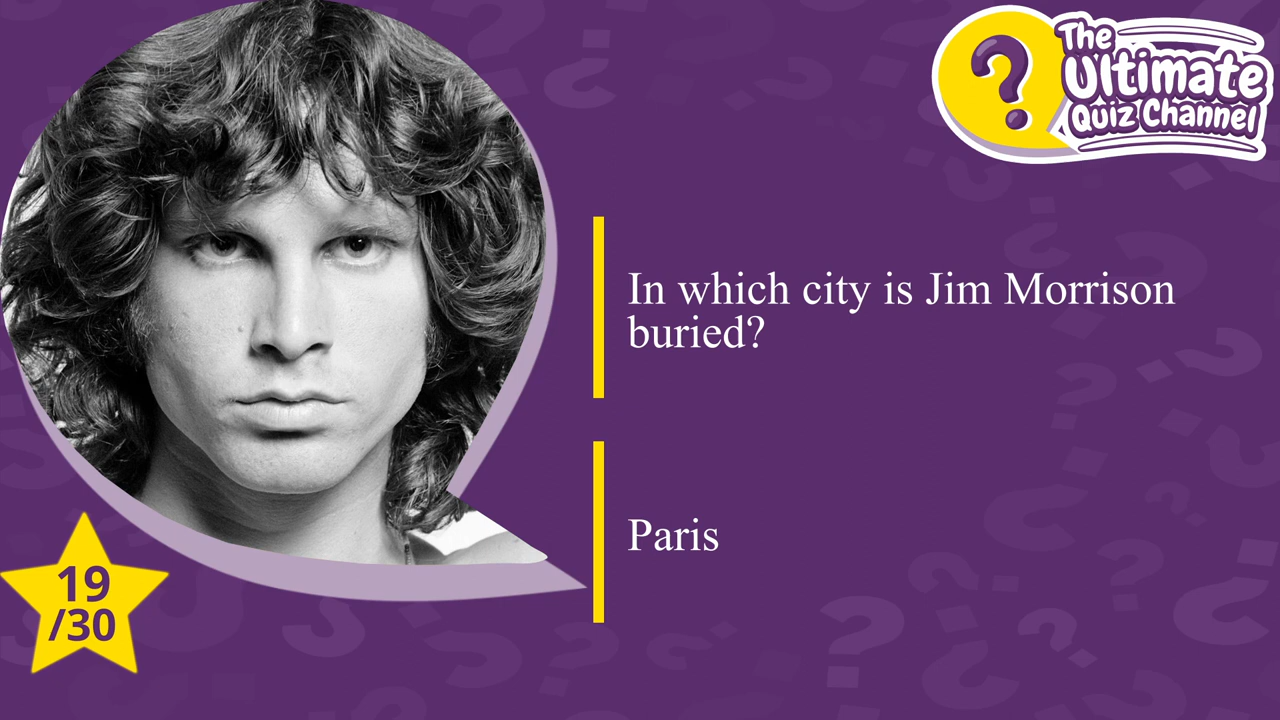 The
Ultimate
Quiz Channel
In which city is Jim Morrison
buried?
Paris
19
/30